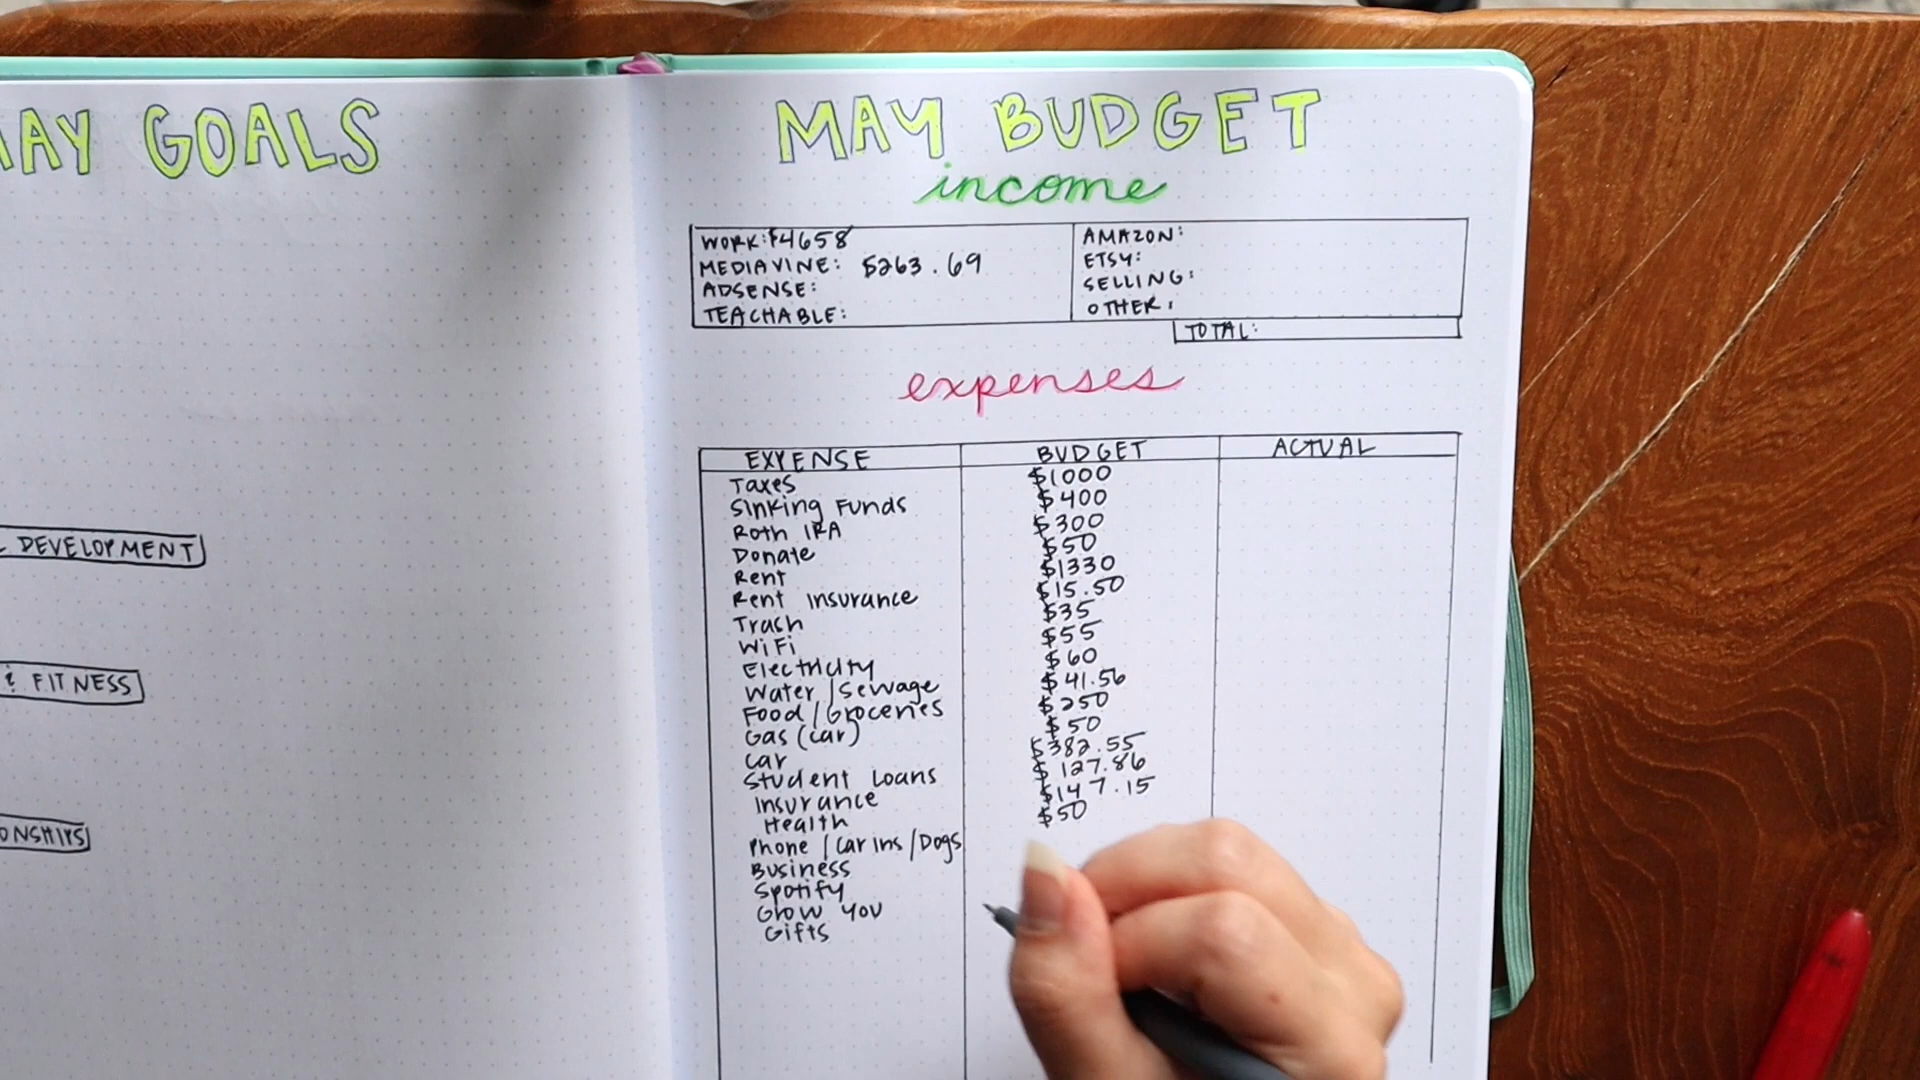 MAY GOALS
DEVELOPMENT
& FITNESS
ONSHIPS
MAY BUDGET
income
WORK: $4658
MEDIAVINE: $263.69
ADSENSE:
TEACHABLE:
AMAZON:
ETSY:
SELLING:
OTHER:
TOTAL:
expenses
EXPENSE BUDGET ACTUAL
Taxes $1000
Sinking Funds $400
Roth IRA $300
Donate $50
Rent $1330
Rent insurance $15.50
Trash $35
WiFi $55
Electricity $60
Water/Sewage $41.56
Food/Groceries $250
Gas (car) $50
Car $382.55
Student Loans $127.86
Insurance $147.15
Health $50
Phone/Car ins/Dogs
Business
Spotify
Grow you
Gifts